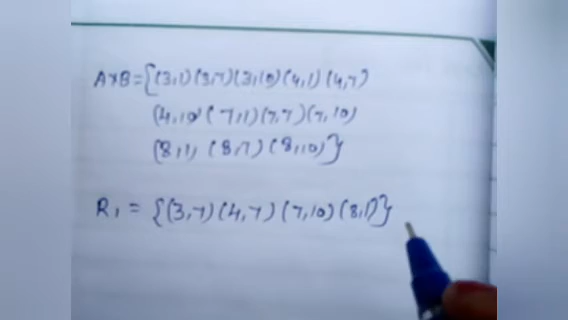 A×B={(3,1)(3,7)(3,10)(4,1)(4,7)
(4,10)(7,1)(7,7)(7,10)
(8,1)(8,7)(8,10)}
R1 = {(3,7)(4,7)(7,10)(8,1)}